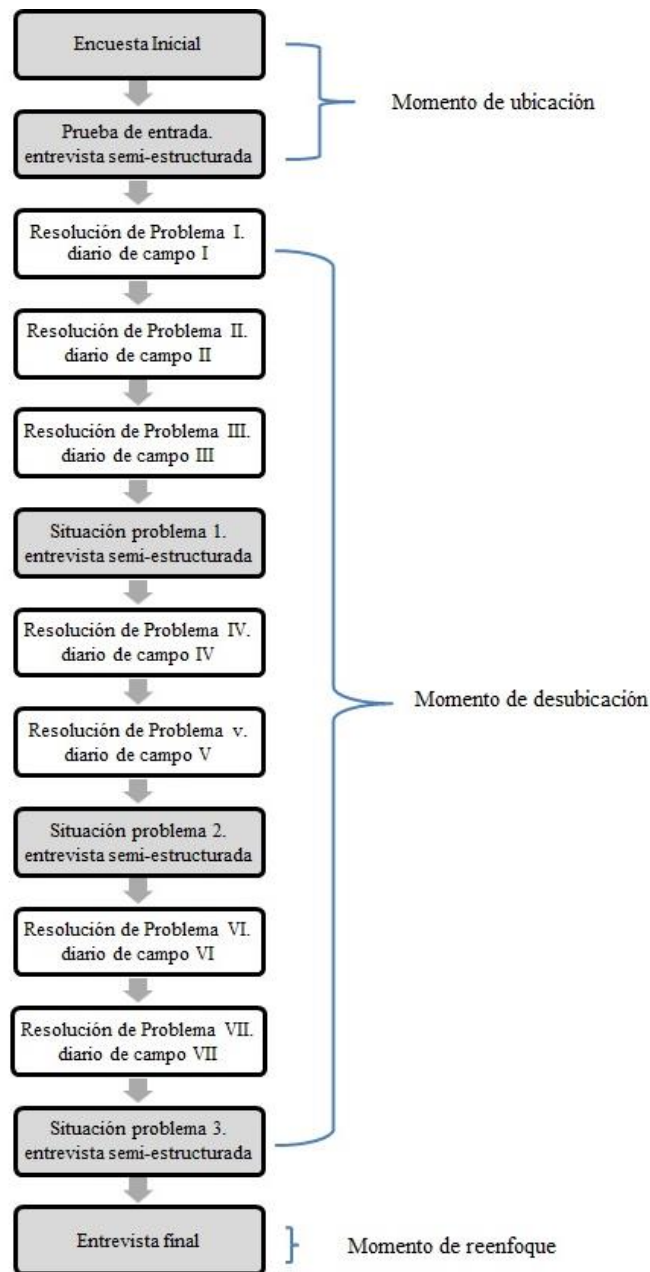 Encuesta Inicial
Momento de ubicación
Prueba de entrada.
entrevista semi-estructurada
Resolución de Problema I.
diario de campo I
Resolución de Problema II.
diario de campo II
Resolución de Problema III.
diario de campo III
Situación problema 1.
entrevista semi-estructurada
Resolución de Problema IV.
diario de campo IV
Momento de desubicación
Resolución de Problema v.
diario de campo V
Situación problema 2.
entrevista semi-estructurada
Resolución de Problema VI.
diario de campo VI
Resolución de Problema VII.
diario de campo VII
Situación problema 3.
entrevista semi-estructurada
Entrevista final
Momento de reenfoque